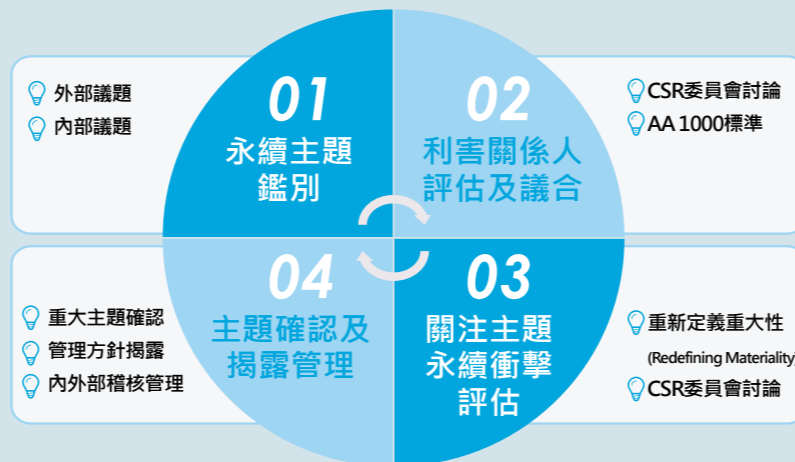 外部議題
內部議題
01
永續主題
鑑別
02
利害關係人
評估及議合
CSR委員會討論
AA 1000標準
04
主題確認及
揭露管理
重大主題確認
管理方針揭露
內外部稽核管理
03
關注主題
永續衝擊
評估
重新定義重大性
(Redefining Materiality)
CSR委員會討論